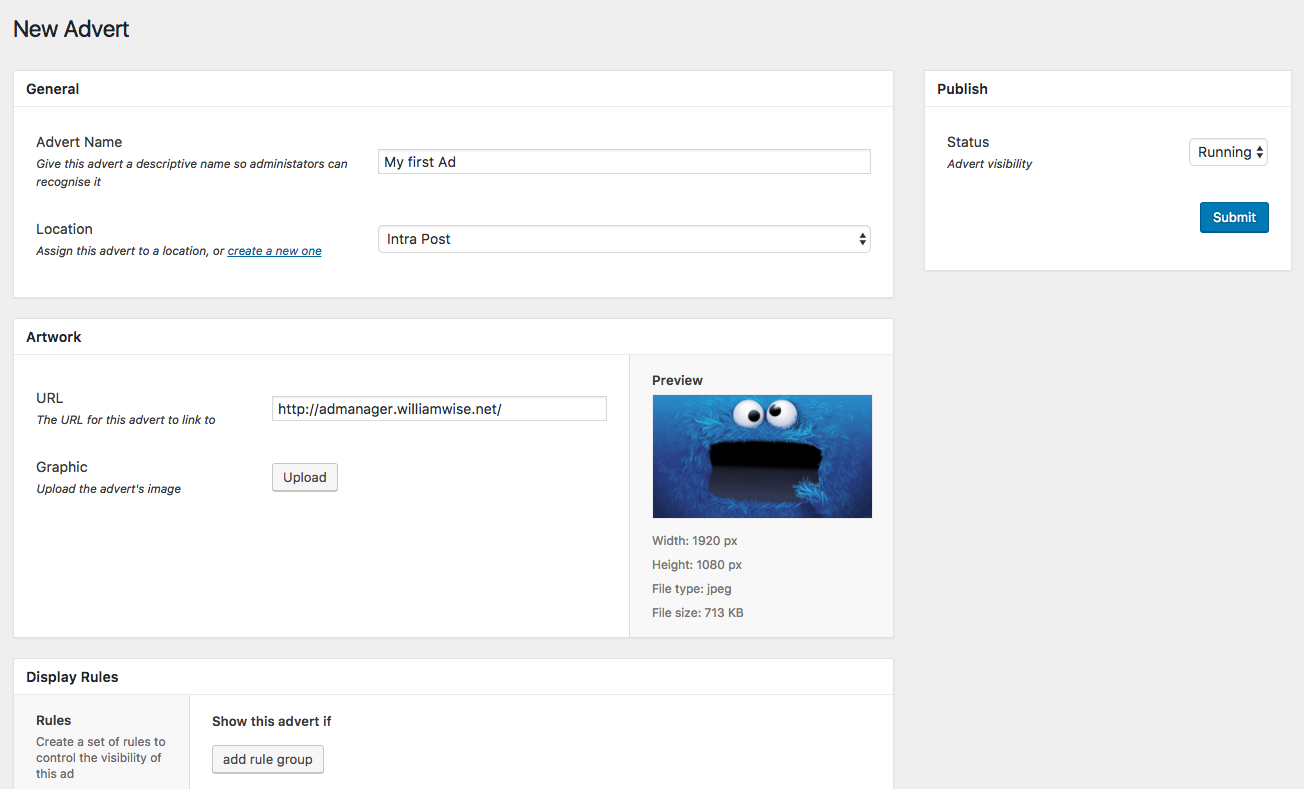 New Advert
General
Advert Name
Give this advert a descriptive name so administators can
recognise it
My first Ad
Location
Assign this advert to a location, or create a new one
Intra Post
Publish
Status
Advert visibility
Running
Submit
Artwork
URL
The URL for this advert to link to
http://admanager.williamwise.net/
Graphic
Upload the advert's image
Upload
Preview
Width: 1920 px
Height: 1080 px
File type: jpeg
File size: 713 KB
Display Rules
Rules
Create a set of rules to
control the visibility of
this ad
Show this advert if
add rule group